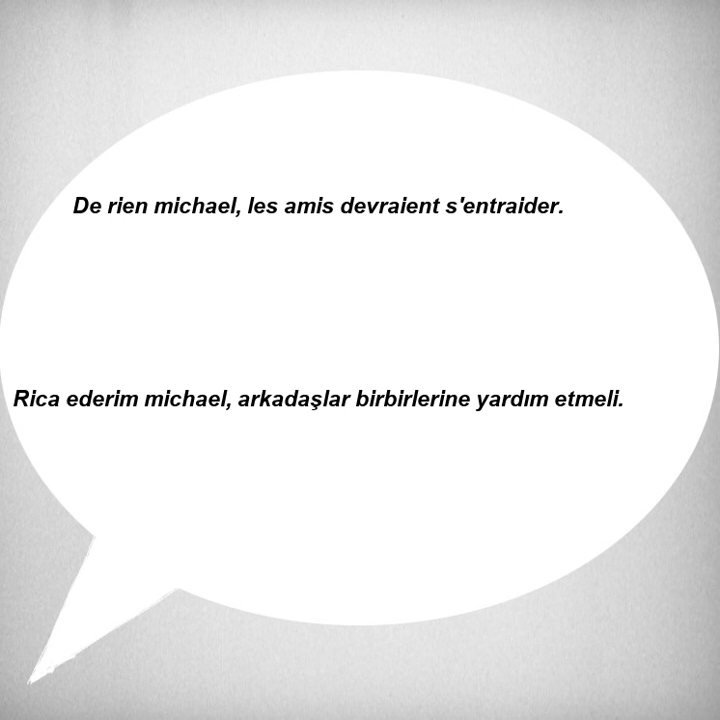 De rien michael, les amis devraient s'entraider.
Rica ederim michael, arkadaşlar birbirlerine yardım etmeli.